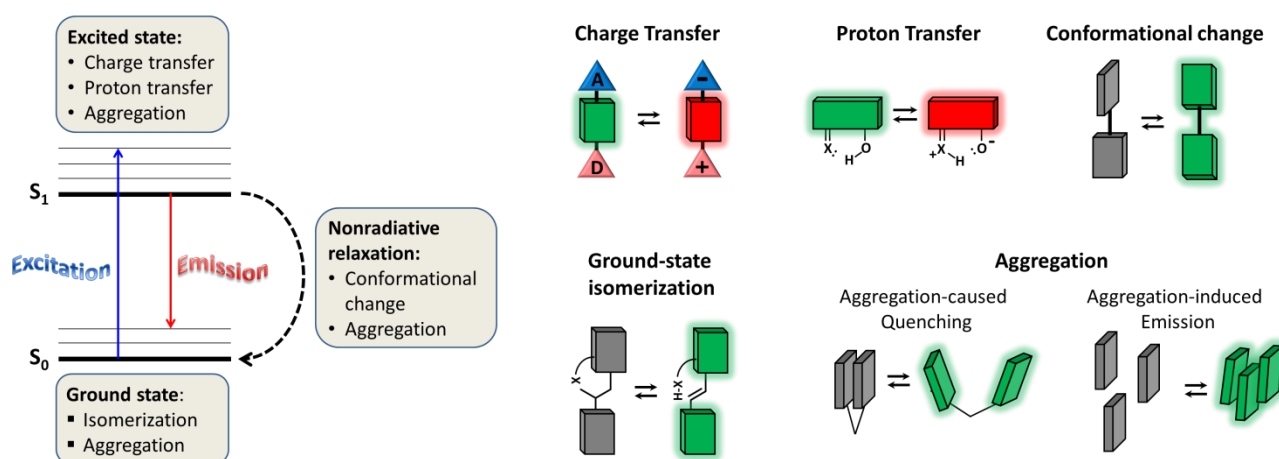 Excited state:
• Charge transfer
• Proton transfer
• Aggregation
S1
Excitation
Emission
Nonradiative
relaxation:
• Conformational
change
• Aggregation
S0
Ground state:
▪ Isomerization
▪ Aggregation
Charge Transfer
A
D
–
+
Proton Transfer
X:
H
O
+
X
H
:O-
Conformational change
Ground-state
isomerization
X
H-X
Aggregation
Aggregation-caused
Quenching
Aggregation-induced
Emission